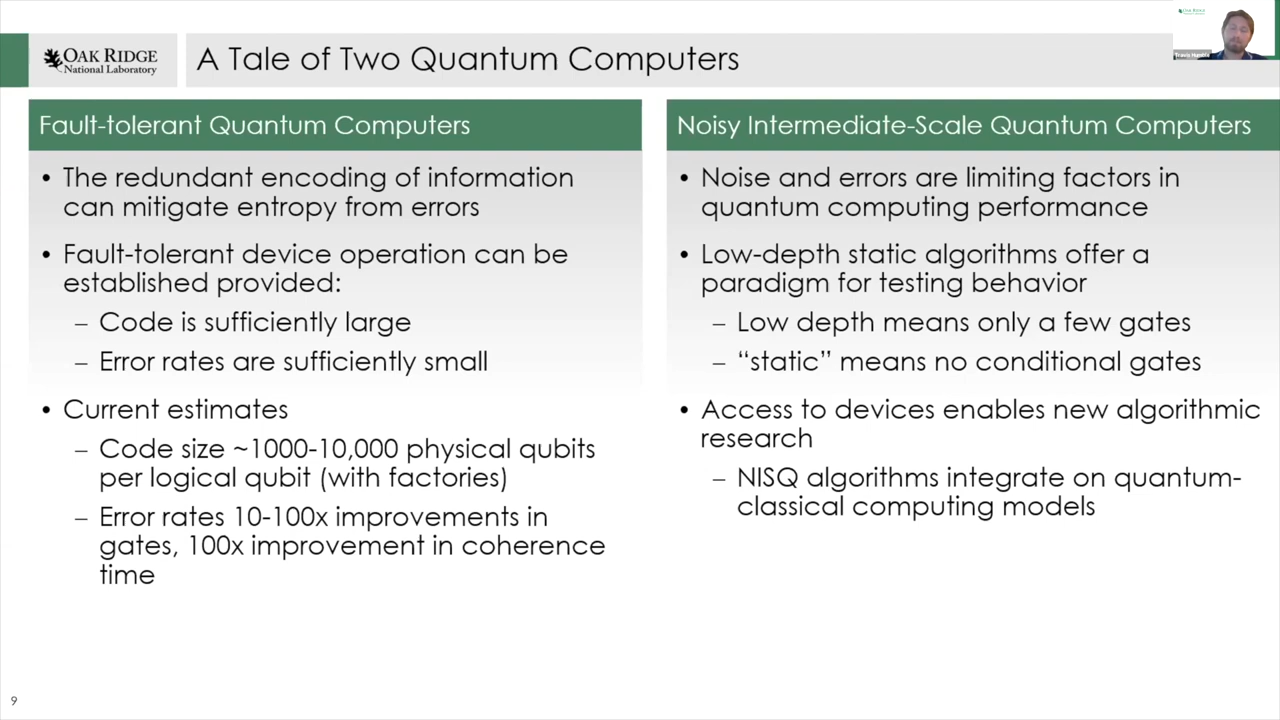 OAK RIDGE
National Laboratory
A Tale of Two Quantum Computers
Fault-tolerant Quantum Computers
• The redundant encoding of information
can mitigate entropy from errors
• Fault-tolerant device operation can be
established provided:
– Code is sufficiently large
– Error rates are sufficiently small
• Current estimates
– Code size ~1000-10,000 physical qubits
per logical qubit (with factories)
– Error rates 10-100x improvements in
gates, 100x improvement in coherence
time
Noisy Intermediate-Scale Quantum Computers
• Noise and errors are limiting factors in
quantum computing performance
• Low-depth static algorithms offer a
paradigm for testing behavior
– Low depth means only a few gates
– “static” means no conditional gates
• Access to devices enables new algorithmic
research
– NISQ algorithms integrate on quantum-
classical computing models
9
OAK RIDGE
Travis Humble